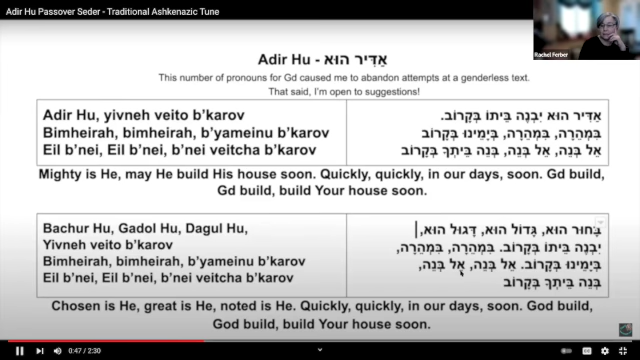 Adir Hu Passover Seder - Traditional Ashkenazic Tune
Rachel Ferber
Adir Hu - אַדִּיר הוּא
This number of pronouns for Gd caused me to abandon attempts at a genderless text.
That said, I'm open to suggestions!
Adir Hu, yivneh veito b'karov
Bimheirah, bimheirah, b'yameinu b'karov
Eil b'nei, Eil b'nei, b'nei veitcha b'karov
אַדִּיר הוּא יִבְנֶה בֵּיתוֹ בְּקָרוֹב.
בִּמְהֵרָה, בִּמְהֵרָה, בְּיָמֵינוּ בְּקָרוֹב
אֵל בְּנֵה, אֵל בְּנֵה, בְּנֵה בֵּיתְךָ בְּקָרוֹב
Mighty is He, may He build His house soon. Quickly, quickly, in our days, soon. Gd build,
Gd build, build Your house soon.
Bachur Hu, Gadol Hu, Dagul Hu,
Yivneh veito b'karov
Bimheirah, bimheirah, b'yameinu b'karov
Eil b'nei, Eil b'nei, b'nei veitcha b'karov
בָּחוּר הוּא, גָּדוֹל הוּא, דָּגוּל הוּא,
יִבְנֶה בֵּיתוֹ בְּקָרוֹב. בִּמְהֵרָה, בִּמְהֵרָה,
בְּיָמֵינוּ בְּקָרוֹב. אֵל בְּנֵה, אֵל בְּנֵה,
בְּנֵה בֵּיתְךָ בְּקָרוֹב
Chosen is He, great is He, noted is He. Quickly, quickly, in our days, soon. God build,
God build, build Your house soon.
0:47 / 2:30